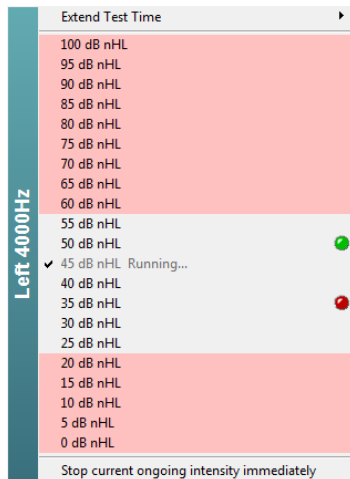 Extend Test Time
100 dB nHL
95 dB nHL
90 dB nHL
85 dB nHL
80 dB nHL
75 dB nHL
70 dB nHL
65 dB nHL
60 dB nHL
55 dB nHL
50 dB nHL
45 dB nHL Running...
40 dB nHL
35 dB nHL
30 dB nHL
25 dB nHL
20 dB nHL
15 dB nHL
10 dB nHL
5 dB nHL
0 dB nHL
Stop current ongoing intensity immediately
Left 4000Hz